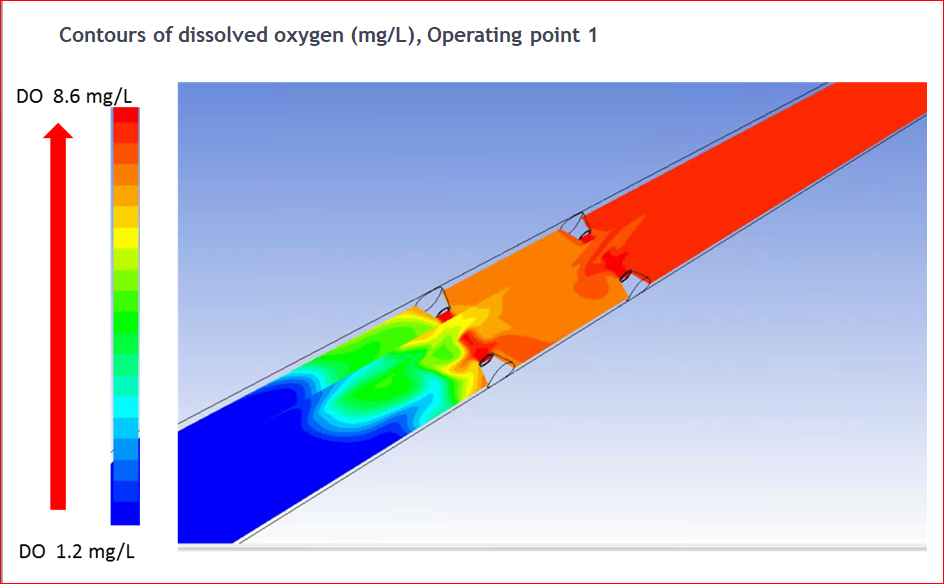 Contours of dissolved oxygen (mg/L), Operating point 1
DO 8.6 mg/L
DO 1.2 mg/L